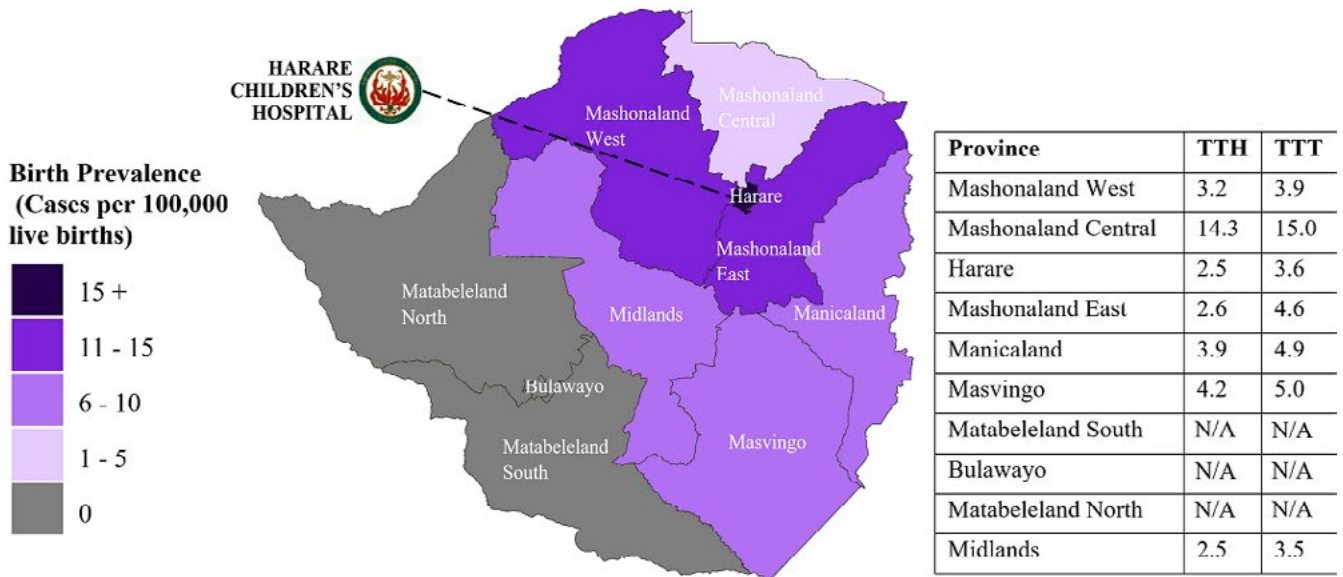 HARARE
CHILDREN'S
HOSPITAL
Birth Prevalence
(Cases per 100,000
live births)
15 +
11 - 15
6 - 10
1 - 5
0
Mashonaland
Central
Mashonaland
West
Harare
Mashonaland
East
Matabeleland
North
Midlands
Manicaland
Bulawayo
Matabeleland
South
Masvingo
Province TTH TTT
Mashonaland West 3.2 3.9
Mashonaland Central 14.3 15.0
Harare 2.5 3.6
Mashonaland East 2.6 4.6
Manicaland 3.9 4.9
Masvingo 4.2 5.0
Matabeleland South N/A N/A
Bulawayo N/A N/A
Matabeleland North N/A N/A
Midlands 2.5 3.5